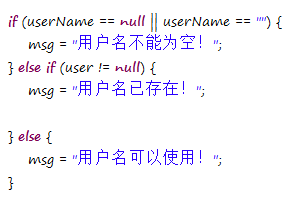 if (userName == null || userName == "") {
msg = "用户名不能为空！";
} else if (user != null) {
msg = "用户名已存在！";
} else {
msg = "用户名可以使用！";
}